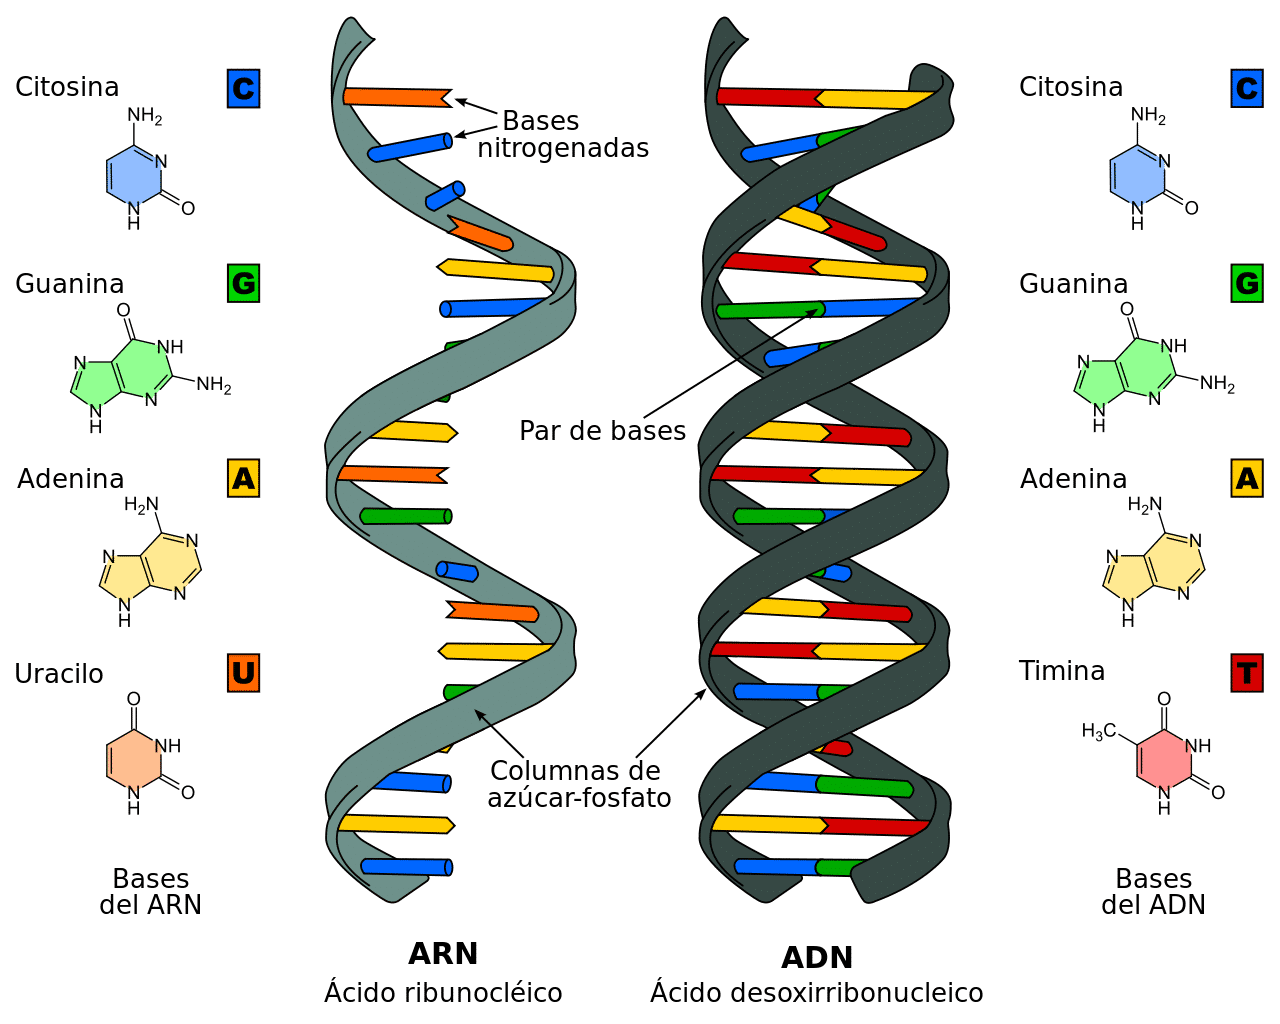 Citosina
C
NH2
N
N
H
O
Guanina
G
O
N
NH
N
H
N
NH2
Adenina
A
H2N
N
N
N
H
N
Uracilo
U
O
NH
N
H
O
Bases
del ARN
Bases
nitrogenadas
Par de bases
Columnas de
azúcar-fosfato
ARN
Ácido ribunocléico
ADN
Ácido desoxirribonucleico
Citosina
C
NH2
N
N
H
O
Guanina
G
O
N
NH
N
H
N
NH2
Adenina
A
H2N
N
N
N
H
N
Timina
T
O
H3C
NH
N
H
O
Bases
del ADN